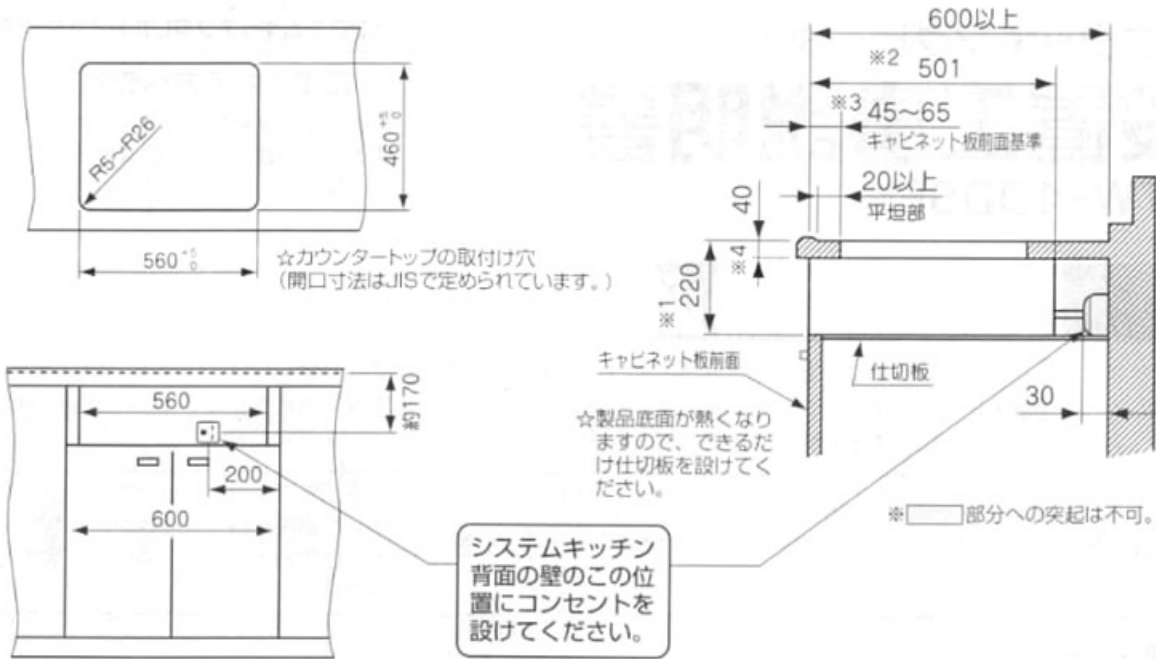 R5〜R26
460 +5 0
560 +5 0
☆カウンタートップの取付け穴
(開口寸法はJISで定められています。)
600以上
※2 501
※3 45〜65
キャビネット板前面基準
20以上
平坦部
40
※4
※1 220
キャビネット板前面
仕切板
30
☆製品底面が熱くなり
ますので、できるだ
け仕切板を設けてく
ださい。
※ 部分への突起は不可。
560
約170
200
600
システムキッチン
背面の壁のこの位
置にコンセントを
設けてください。